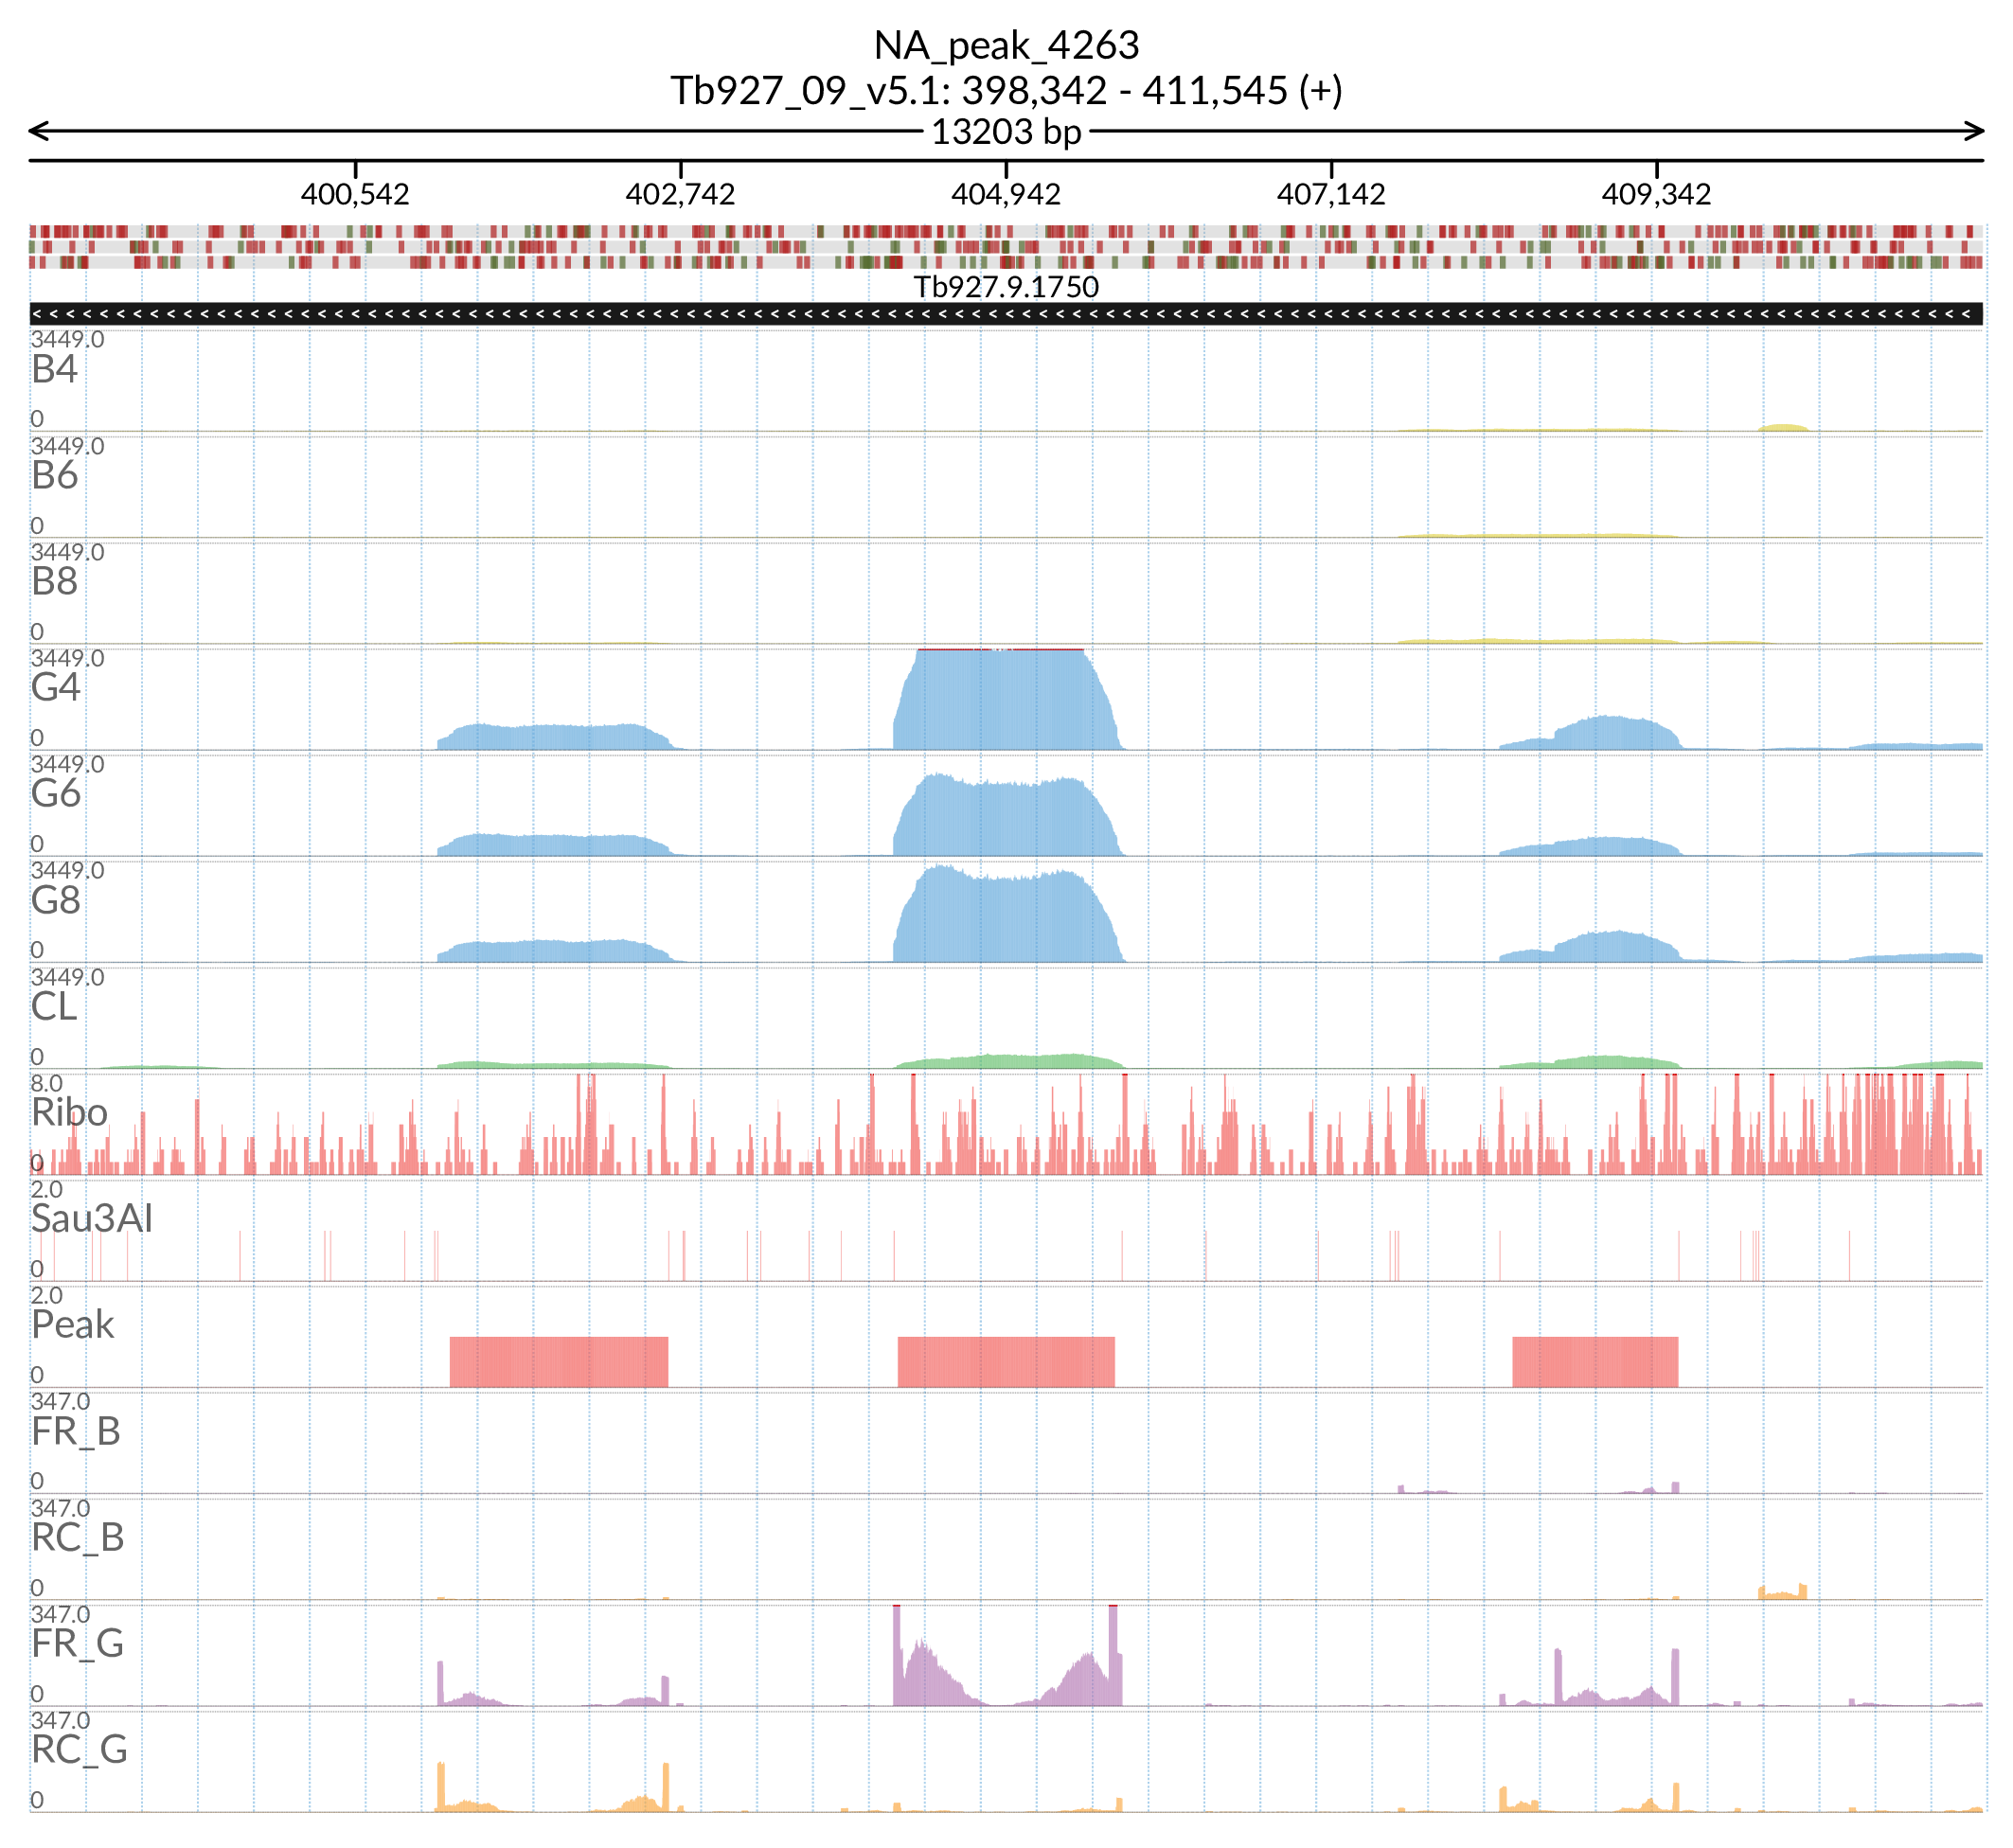 NA_peak_4263
Tb927_09_v5.1: 398,342 - 411,545 (+)
13203 bp
400,542 402,742 404,942 407,142 409,342
Tb927.9.1750
3449.0
B4
0
3449.0
B6
0
3449.0
B8
0
3449.0
G4
0
3449.0
G6
0
3449.0
G8
0
3449.0
CL
0
8.0
Ribo
0
2.0
Sau3AI
0
2.0
Peak
0
347.0
FR_B
0
347.0
RC_B
0
347.0
FR_G
0
347.0
RC_G
0